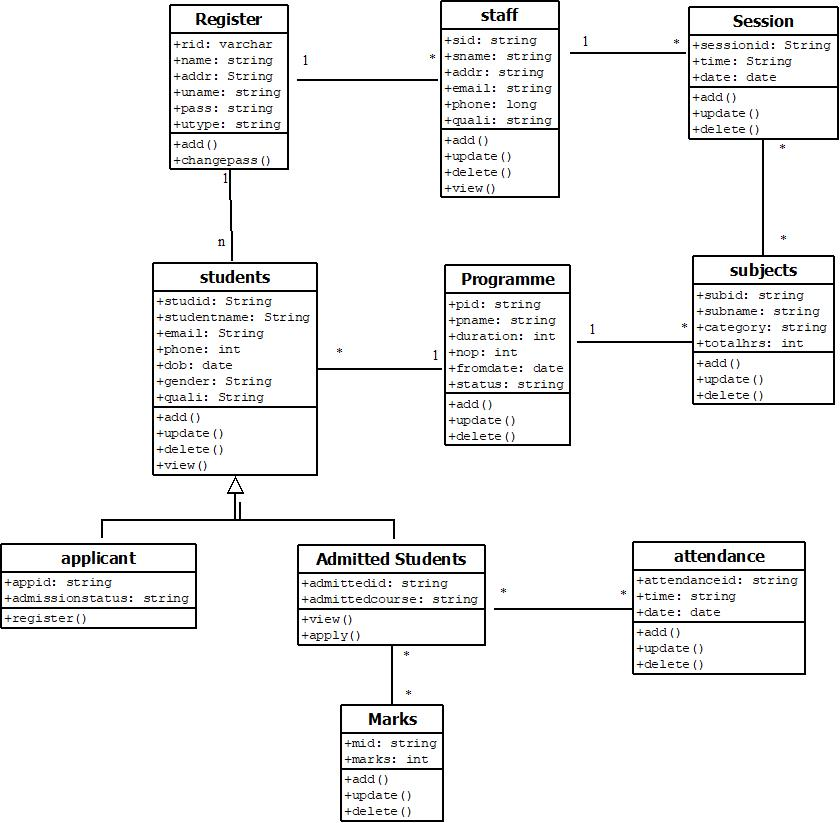 Register
+rid: varchar
+name: string
+addr: String
+uname: string
+pass: string
+utype: string
+add()
+changepass()
1
*
staff
+sid: string
+sname: string
+addr: string
+email: string
+phone: long
+quali: string
+add()
+update()
+delete()
+view()
1
*
Session
+sessionid: String
+time: String
+date: date
+add()
+update()
+delete()
*
*
1
n
students
+studid: String
+studentname: String
+email: String
+phone: int
+dob: date
+gender: String
+quali: String
+add()
+update()
+delete()
+view()
*
1
Programme
+pid: string
+pname: string
+duration: int
+nop: int
+fromdate: date
+status: string
+add()
+update()
+delete()
1
*
subjects
+subid: string
+subname: string
+category: string
+totalhrs: int
+add()
+update()
+delete()
applicant
+appid: string
+admissionstatus: string
+register()
Admitted Students
+admittedid: string
+admittedcourse: string
+view()
+apply()
*
*
attendance
+attendanceid: string
+time: string
+date: date
+add()
+update()
+delete()
*
*
Marks
+mid: string
+marks: int
+add()
+update()
+delete()